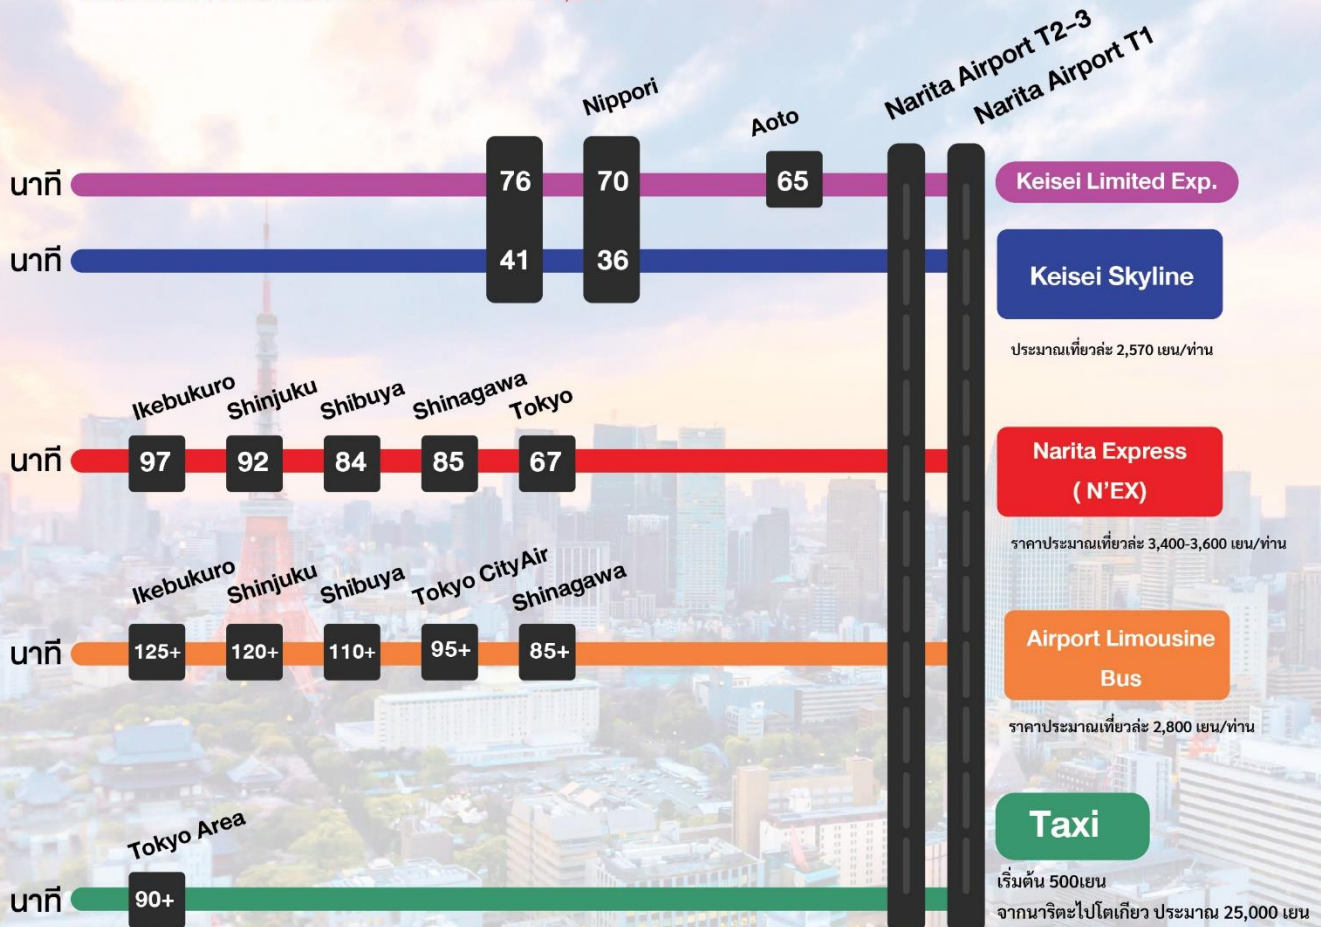 Narita Airport T2-3
Narita Airport T1
Nippori
Aoto
นาที
76
70
65
Keisei Limited Exp.
นาที
41
36
Keisei Skyline
ประมาณเที่ยวล่ะ 2,570 เยน/ท่าน
Ikebukuro
Shinjuku
Shibuya
Shinagawa
Tokyo
นาที
97
92
84
85
67
Narita Express
( N'EX)
ราคาประมาณเที่ยวล่ะ 3,400-3,600 เยน/ท่าน
Ikebukuro
Shinjuku
Shibuya
Tokyo CityAir
Shinagawa
นาที
125+
120+
110+
95+
85+
Airport Limousine
Bus
ราคาประมาณเที่ยวล่ะ 2,800 เยน/ท่าน
Tokyo Area
นาที
90+
Taxi
เริ่มต้น 500เยน
จากนาริตะไปโตเกียว ประมาณ 25,000 เยน